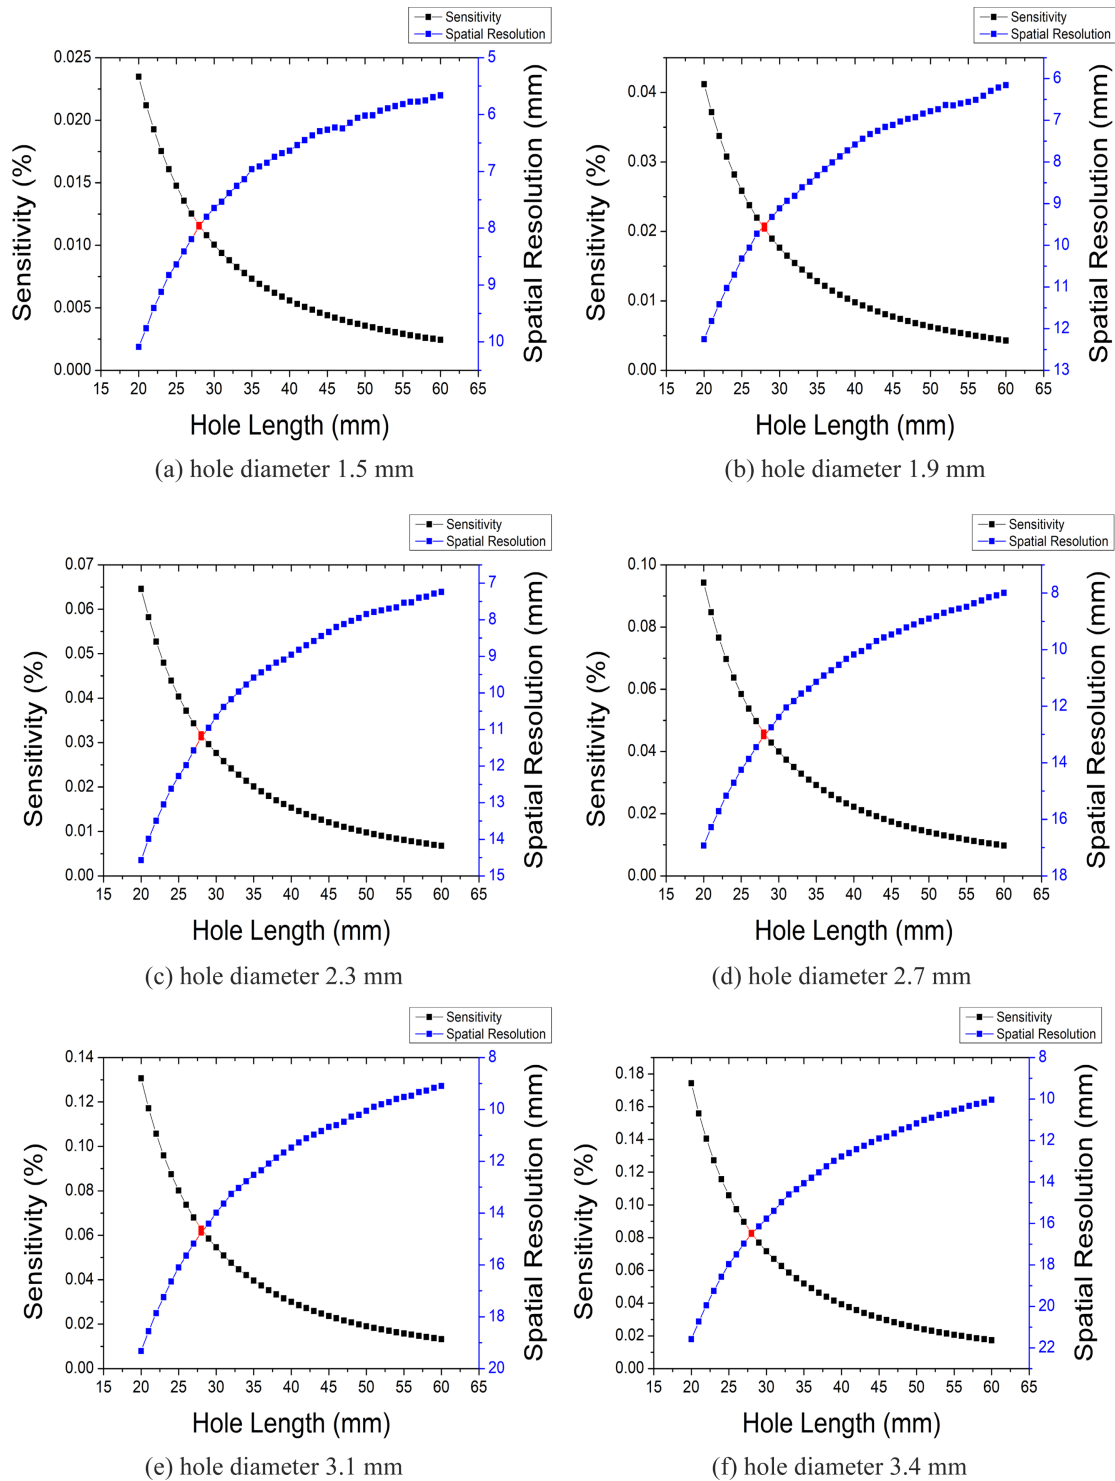 Sensitivity
Spatial Resolution
0.025
0.020
0.015
0.010
0.005
0.000
Sensitivity (%)
5
6
7
8
9
10
Spatial Resolution (mm)
15 20 25 30 35 40 45 50 55 60 65
Hole Length (mm)
(a) hole diameter 1.5 mm
Sensitivity
Spatial Resolution
0.04
0.03
0.02
0.01
0.00
Sensitivity (%)
6
7
8
9
10
11
12
13
Spatial Resolution (mm)
15 20 25 30 35 40 45 50 55 60 65
Hole Length (mm)
(b) hole diameter 1.9 mm
Sensitivity
Spatial Resolution
0.07
0.06
0.05
0.04
0.03
0.02
0.01
0.00
Sensitivity (%)
7
8
9
10
11
12
13
14
15
Spatial Resolution (mm)
15 20 25 30 35 40 45 50 55 60 65
Hole Length (mm)
(c) hole diameter 2.3 mm
Sensitivity
Spatial Resolution
0.10
0.08
0.06
0.04
0.02
0.00
Sensitivity (%)
8
10
12
13
14
16
17
18
Spatial Resolution (mm)
15 20 25 30 35 40 45 50 55 60 65
Hole Length (mm)
(d) hole diameter 2.7 mm
Sensitivity
Spatial Resolution
0.14
0.12
0.10
0.08
0.06
0.04
0.02
0.00
Sensitivity (%)
8
10
11
13
14
15
16
18
19
20
Spatial Resolution (mm)
15 20 25 30 35 40 45 50 55 60 65
Hole Length (mm)
(e) hole diameter 3.1 mm
Sensitivity
Spatial Resolution
0.18
0.16
0.14
0.12
0.10
0.08
0.06
0.04
0.02
0.00
Sensitivity (%)
8
10
12
14
16
18
20
22
Spatial Resolution (mm)
15 20 25 30 35 40 45 50 55 60 65
Hole Length (mm)
(f) hole diameter 3.4 mm